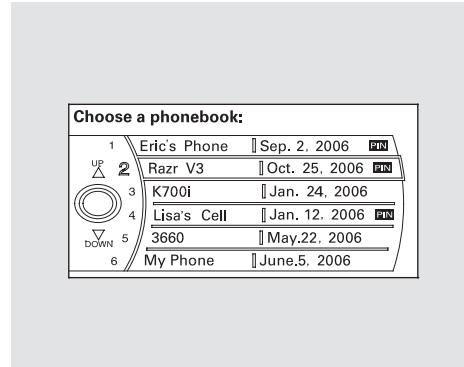 Choose a phonebook:
1 Eric's Phone Sep. 2, 2006 PIN
UP 2 Razr V3 Oct. 25, 2006 PIN
3 K700i Jan. 24, 2006
4 Lisa's Cell Jan. 12, 2006 PIN
DOWN 5 3660 May.22, 2006
6 My Phone June.5, 2006